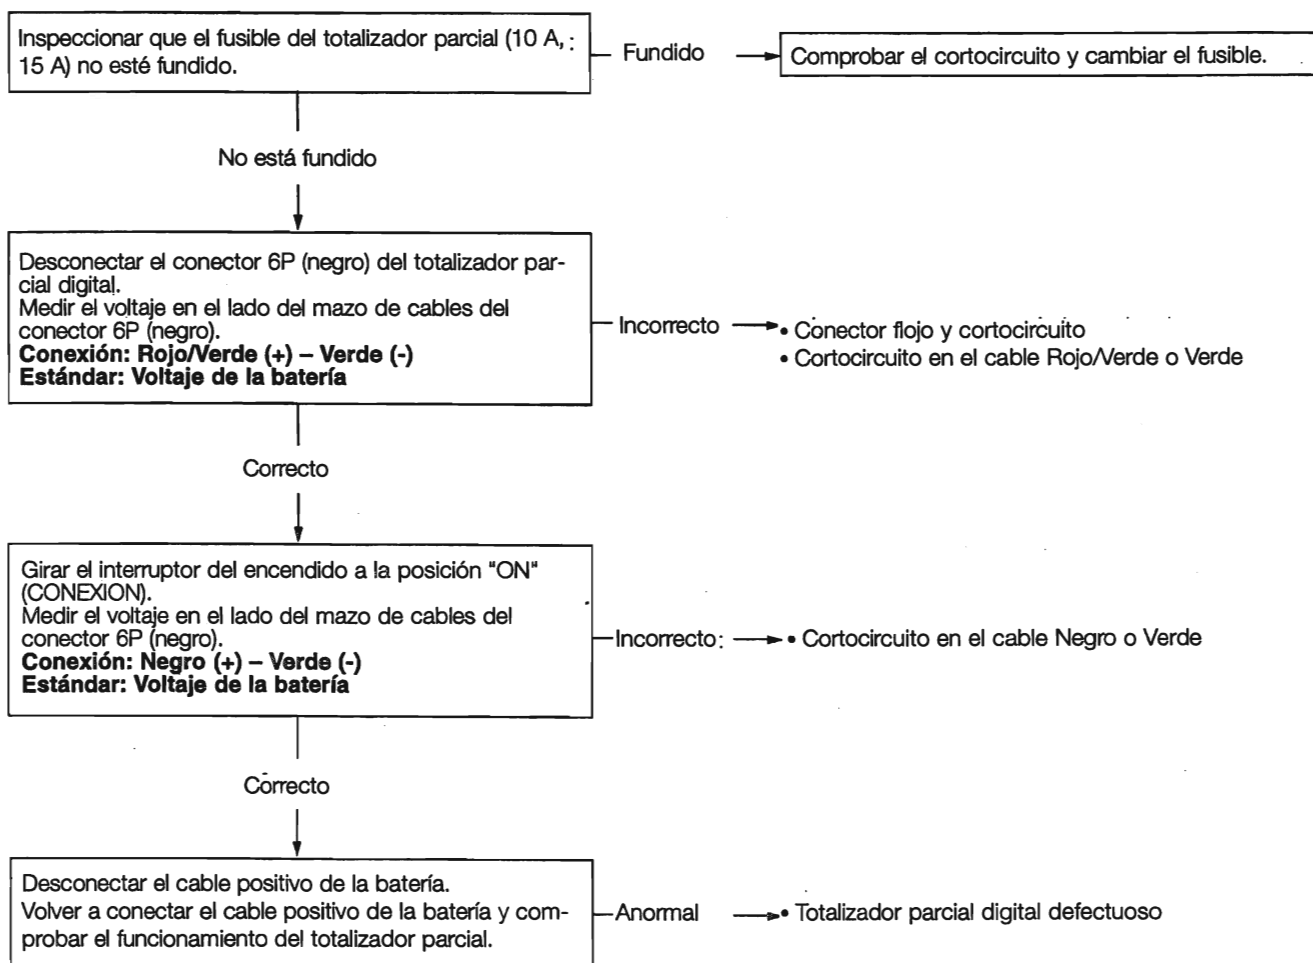 Inspeccionar que el fusible del totalizador parcial (10 A, :
15 A) no esté fundido.
Fundido
Comprobar el cortocircuito y cambiar el fusible.
No está fundido
Desconectar el conector 6P (negro) del totalizador par-
cial digital.
Medir el voltaje en el lado del mazo de cables del
conector 6P (negro).
Conexión: Rojo/Verde (+) – Verde (-)
Estándar: Voltaje de la batería
Incorrecto
• Conector flojo y cortocircuito
• Cortocircuito en el cable Rojo/Verde o Verde
Correcto
Girar el interruptor del encendido a la posición "ON"
(CONEXION).
Medir el voltaje en el lado del mazo de cables del
conector 6P (negro).
Conexión: Negro (+) – Verde (-)
Estándar: Voltaje de la batería
Incorrecto:
• Cortocircuito en el cable Negro o Verde
Correcto
Desconectar el cable positivo de la batería.
Volver a conectar el cable positivo de la batería y com-
probar el funcionamiento del totalizador parcial.
Anormal
• Totalizador parcial digital defectuoso